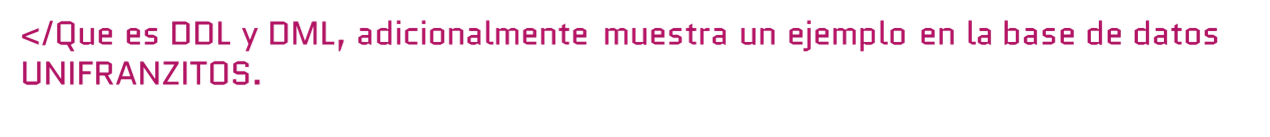 </Que es DDL y DML, adicionalmente muestra un ejemplo en la base de datos
UNIFRANZITOS.